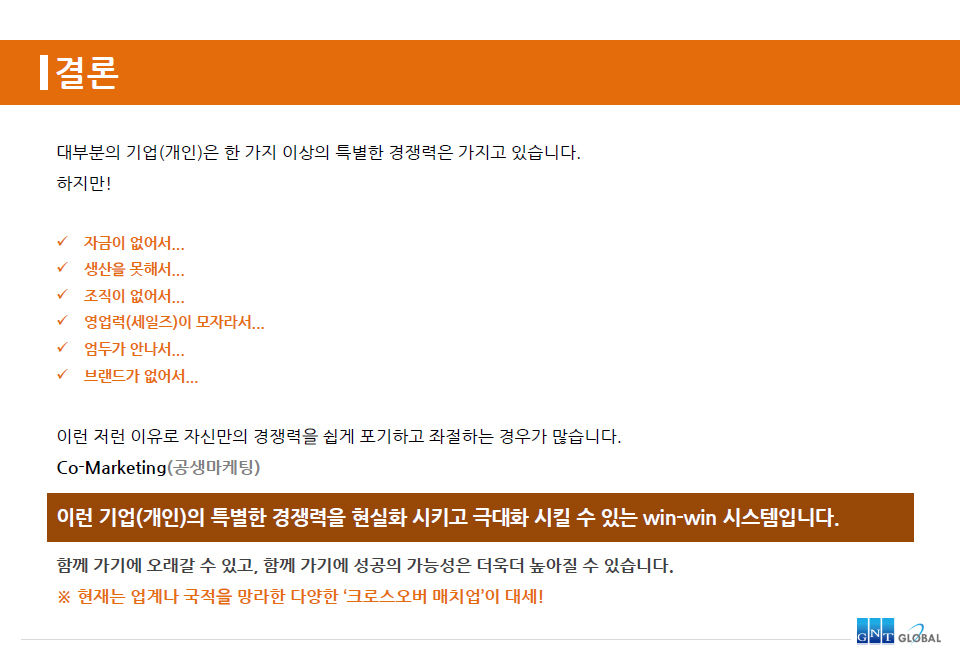 결론
대부분의 기업(개인)은 한 가지 이상의 특별한 경쟁력은 가지고 있습니다.
하지만!
✓ 자금이 없어서...
✓ 생산을 못해서...
✓ 조직이 없어서...
✓ 영업력(세일즈)이 모자라서...
✓ 엄두가 안나서...
✓ 브랜드가 없어서...
이런 저런 이유로 자신만의 경쟁력을 쉽게 포기하고 좌절하는 경우가 많습니다.
Co-Marketing(공생마케팅)
이런 기업(개인)의 특별한 경쟁력을 현실화 시키고 극대화 시킬 수 있는 win-win 시스템입니다.
함께 가기에 오래갈 수 있고, 함께 가기에 성공의 가능성은 더욱더 높아질 수 있습니다.
※ 현재는 업계나 국적을 망라한 다양한 ‘크로스오버 매치업’이 대세!
GNT GLOBAL